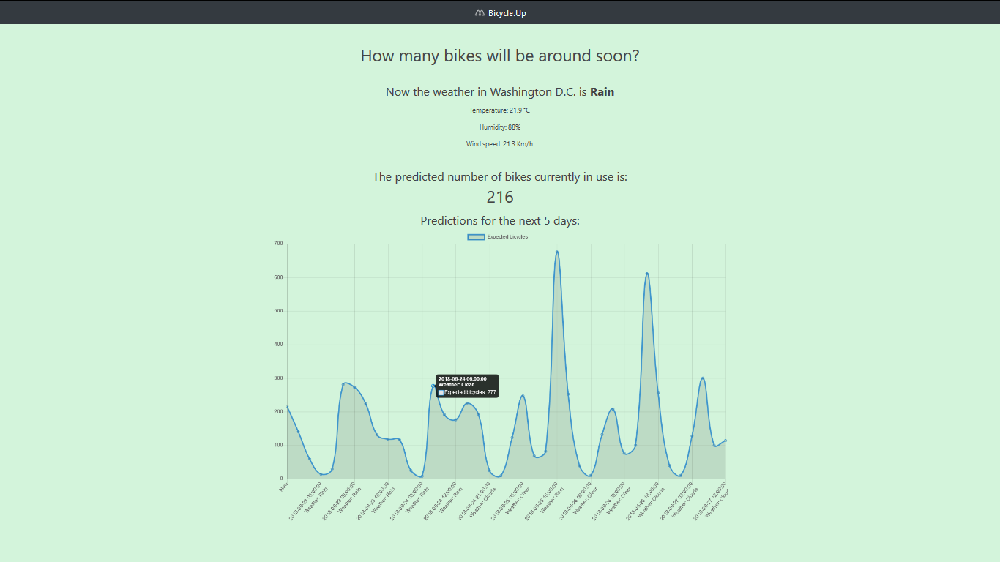 Bicycle.Up
How many bikes will be around soon?
Now the weather in Washington D.C. is Rain
Temperature: 21.9 °C
Humidity: 88%
Wind speed: 21.3 Km/h
The predicted number of bikes currently in use is:
216
Predictions for the next 5 days:
Expected bicycles
700
600
500
400
300
200
100
0
2018-06-24 06:00:00
Weather: Clear
Expected bicycles: 277
Now
2018-06-23 00:00:00
Weather: Rain
2018-06-23 09:00:00
Weather: Rain
2018-06-23 18:00:00
Weather: Rain
2018-06-24 03:00:00
Weather: Rain
2018-06-24 12:00:00
Weather: Rain
2018-06-24 21:00:00
Weather: Clouds
2018-06-25 06:00:00
Weather: Clear
2018-06-25 15:00:00
Weather: Rain
2018-06-26 00:00:00
Weather: Clear
2018-06-26 09:00:00
Weather: Clear
2018-06-26 18:00:00
Weather: Clouds
2018-06-27 03:00:00
Weather: Clouds
2018-06-27 12:00:00
Weather: Clouds